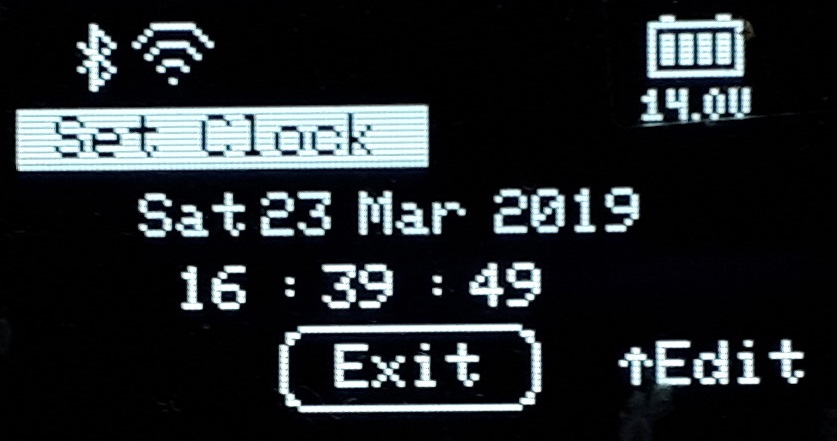 14.0V
Set Clock
Sat 23 Mar 2019
16 : 39 : 49
Exit ↑Edit